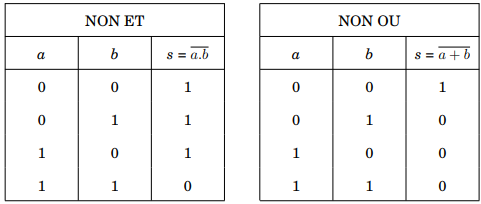 NON ET
a b s = \overline{a.b}
0 0 1
0 1 1
1 0 1
1 1 0
NON OU
a b s = \overline{a + b}
0 0 1
0 1 0
1 0 0
1 1 0